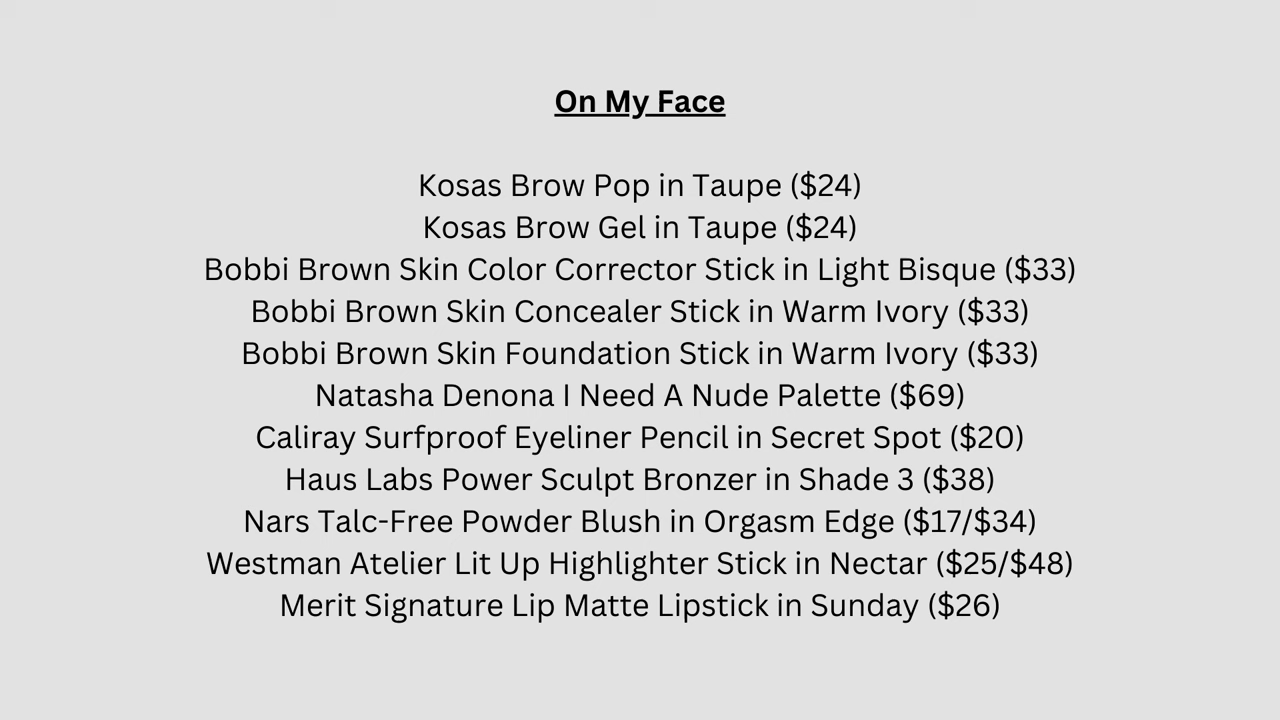 On My Face
Kosas Brow Pop in Taupe ($24)
Kosas Brow Gel in Taupe ($24)
Bobbi Brown Skin Color Corrector Stick in Light Bisque ($33)
Bobbi Brown Skin Concealer Stick in Warm Ivory ($33)
Bobbi Brown Skin Foundation Stick in Warm Ivory ($33)
Natasha Denona I Need A Nude Palette ($69)
Caliray Surfproof Eyeliner Pencil in Secret Spot ($20)
Haus Labs Power Sculpt Bronzer in Shade 3 ($38)
Nars Talc-Free Powder Blush in Orgasm Edge ($17/$34)
Westman Atelier Lit Up Highlighter Stick in Nectar ($25/$48)
Merit Signature Lip Matte Lipstick in Sunday ($26)